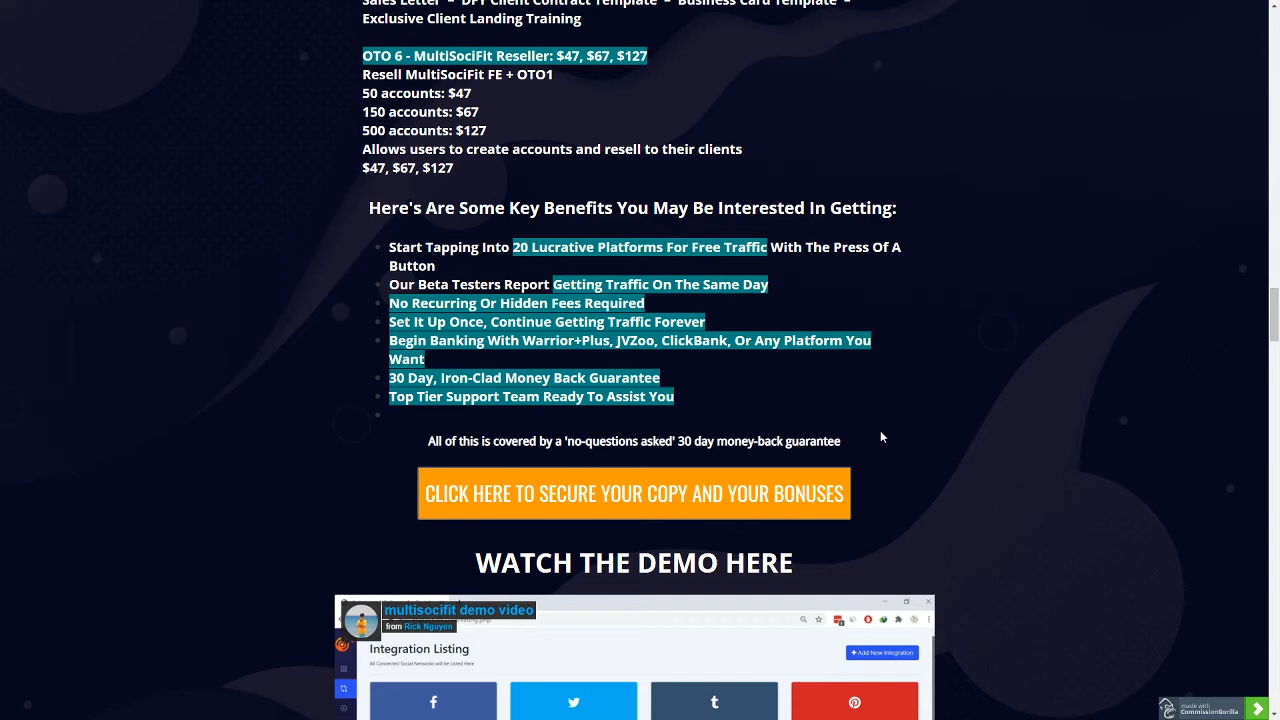 Sales Letter – DFY Client Contract Template – Business Card Template –
Exclusive Client Landing Training
OTO 6 - MultiSociFit Reseller: $47, $67, $127
Resell MultiSociFit FE + OTO1
50 accounts: $47
150 accounts: $67
500 accounts: $127
Allows users to create accounts and resell to their clients
$47, $67, $127
Here's Are Some Key Benefits You May Be Interested In Getting:
Start Tapping Into 20 Lucrative Platforms For Free Traffic With The Press Of A
Button
Our Beta Testers Report Getting Traffic On The Same Day
No Recurring Or Hidden Fees Required
Set It Up Once, Continue Getting Traffic Forever
Begin Banking With Warrior+Plus, JVZoo, ClickBank, Or Any Platform You
Want
30 Day, Iron-Clad Money Back Guarantee
Top Tier Support Team Ready To Assist You
All of this is covered by a 'no-questions asked' 30 day money-back guarantee
CLICK HERE TO SECURE YOUR COPY AND YOUR BONUSES
WATCH THE DEMO HERE
multisocifit demo video
from Rick Nguyen
Integration Listing
+ Add New Integration
All Connected Social Networks will be Listed Here
made with
CommissionGorilla